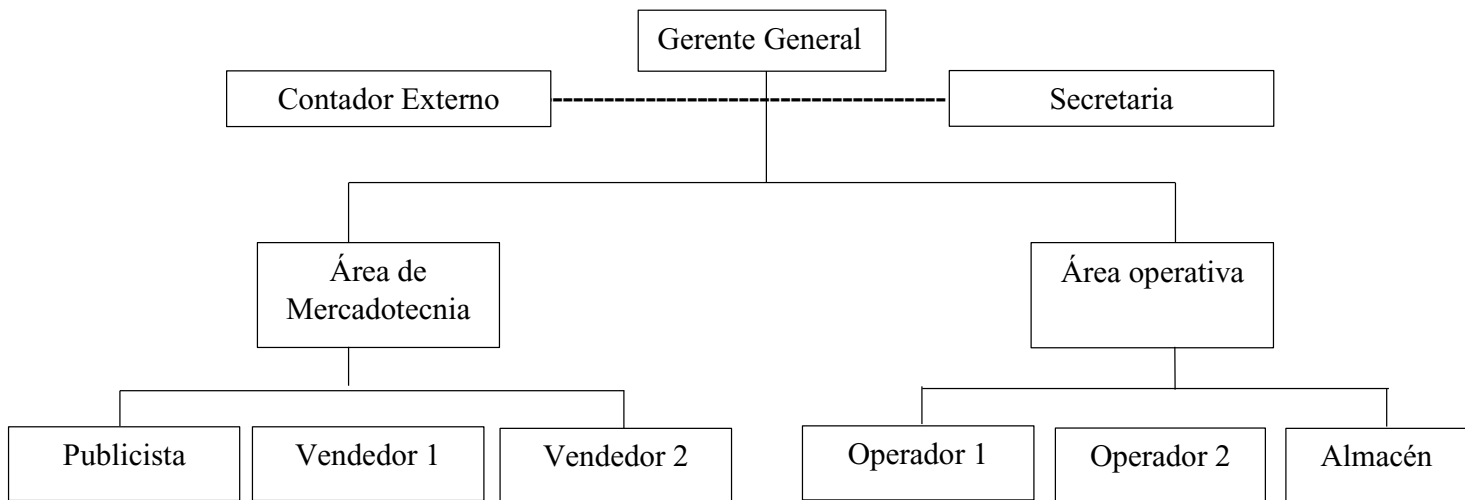 Gerente General
Contador Externo
Secretaria
Área de
Mercadotecnia
Área operativa
Publicista
Vendedor 1
Vendedor 2
Operador 1
Operador 2
Almacén